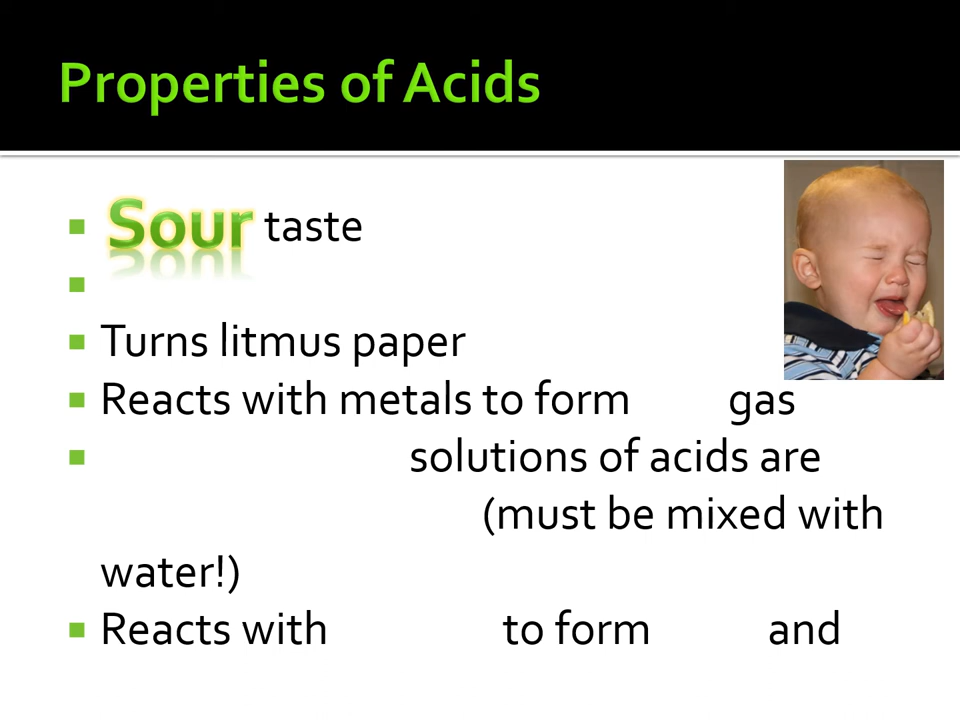 Properties of Acids
Sour taste
Turns litmus paper
Reacts with metals to form gas
solutions of acids are
(must be mixed with
water!)
Reacts with to form and